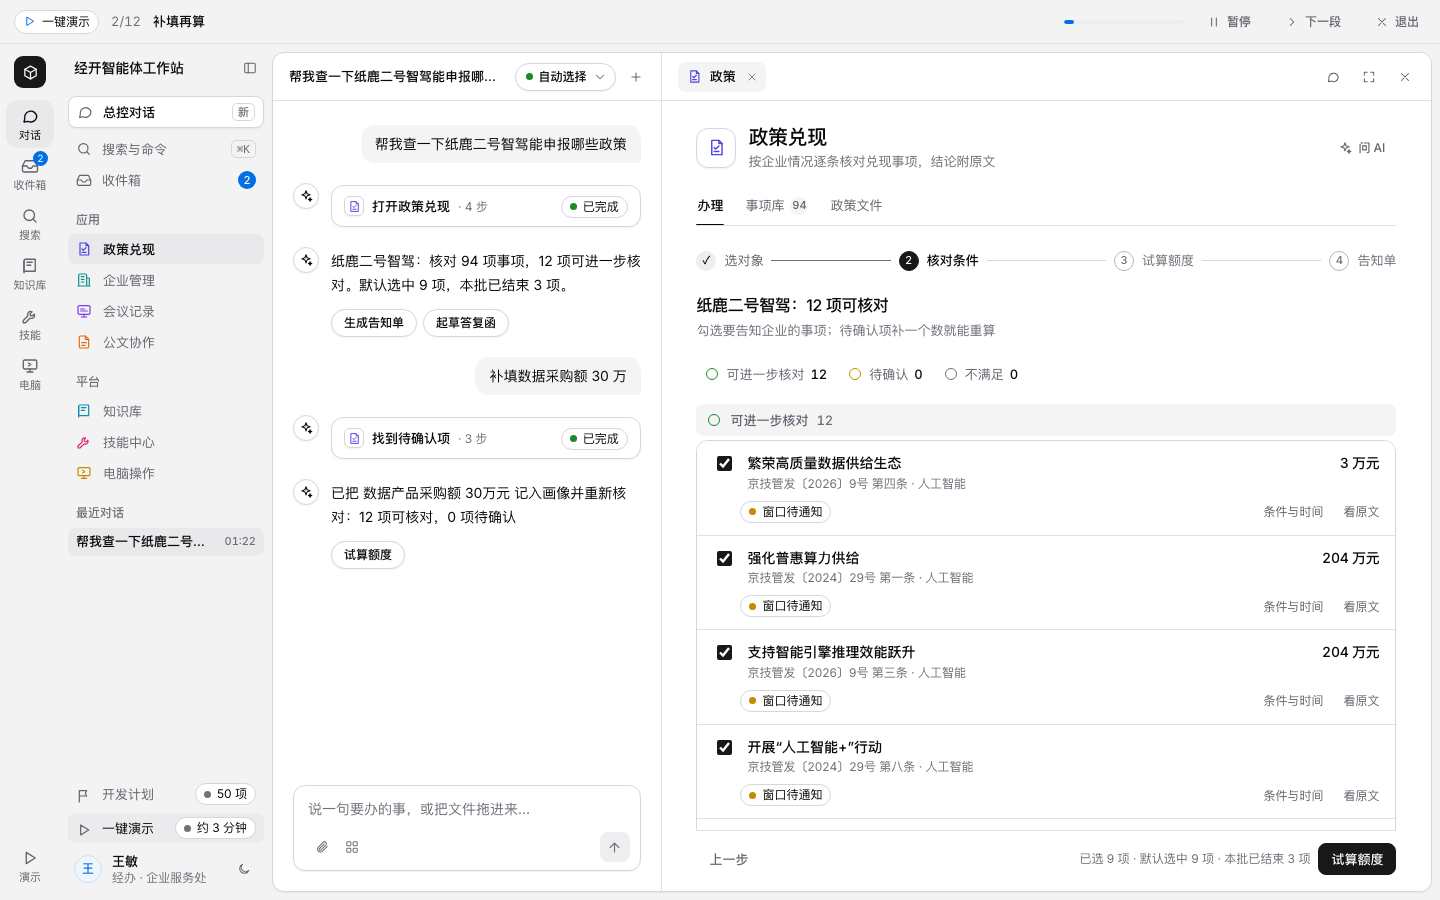 一键演示
2/12
补填再算
暂停
下一段
退出
对话
2
收件箱
搜索
知识库
技能
电脑
演示
经开智能体工作站
总控对话
新
搜索与命令
⌘K
收件箱
2
应用
政策兑现
企业管理
会议记录
公文协作
平台
知识库
技能中心
电脑操作
最近对话
帮我查一下纸鹿二号...
01:22
开发计划
50 项
一键演示
约 3 分钟
王
王敏
经办 · 企业服务处
帮我查一下纸鹿二号智驾能申报哪...
自动选择
帮我查一下纸鹿二号智驾能申报哪些政策
打开政策兑现 · 4 步
已完成
纸鹿二号智驾：核对 94 项事项，12 项可进一步核
对。默认选中 9 项，本批已结束 3 项。
生成告知单
起草答复函
补填数据采购额 30 万
找到待确认项 · 3 步
已完成
已把 数据产品采购额 30万元 记入画像并重新核
对：12 项可核对，0 项待确认
试算额度
说一句要办的事，或把文件拖进来...
政策
政策兑现
按企业情况逐条核对兑现事项，结论附原文
问 AI
办理
事项库 94
政策文件
选对象
2 核对条件
3 试算额度
4 告知单
纸鹿二号智驾：12 项可核对
勾选要告知企业的事项；待确认项补一个数就能重算
可进一步核对 12
待确认 0
不满足 0
可进一步核对 12
繁荣高质量数据供给生态
3 万元
京技管发〔2026〕9号 第四条 · 人工智能
窗口待通知
条件与时间
看原文
强化普惠算力供给
204 万元
京技管发〔2024〕29号 第一条 · 人工智能
窗口待通知
条件与时间
看原文
支持智能引擎推理效能跃升
204 万元
京技管发〔2026〕9号 第三条 · 人工智能
窗口待通知
条件与时间
看原文
开展“人工智能+”行动
京技管发〔2024〕29号 第八条 · 人工智能
窗口待通知
条件与时间
看原文
上一步
已选 9 项 · 默认选中 9 项 · 本批已结束 3 项
试算额度